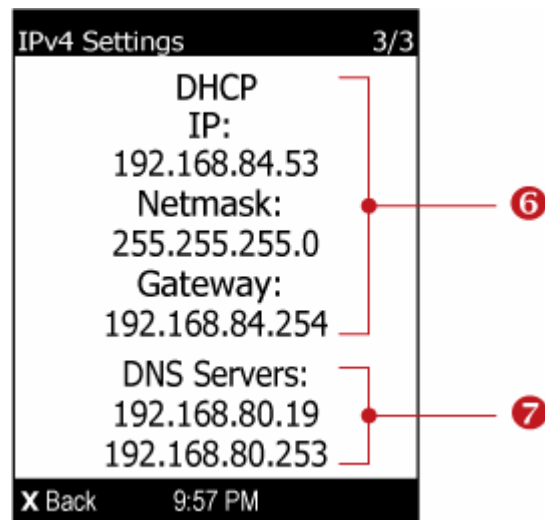 IPv4 Settings 3/3
DHCP
IP:
192.168.84.53
Netmask:
255.255.255.0
Gateway:
192.168.84.254
6
DNS Servers:
192.168.80.19
192.168.80.253
7
X Back 9:57 PM